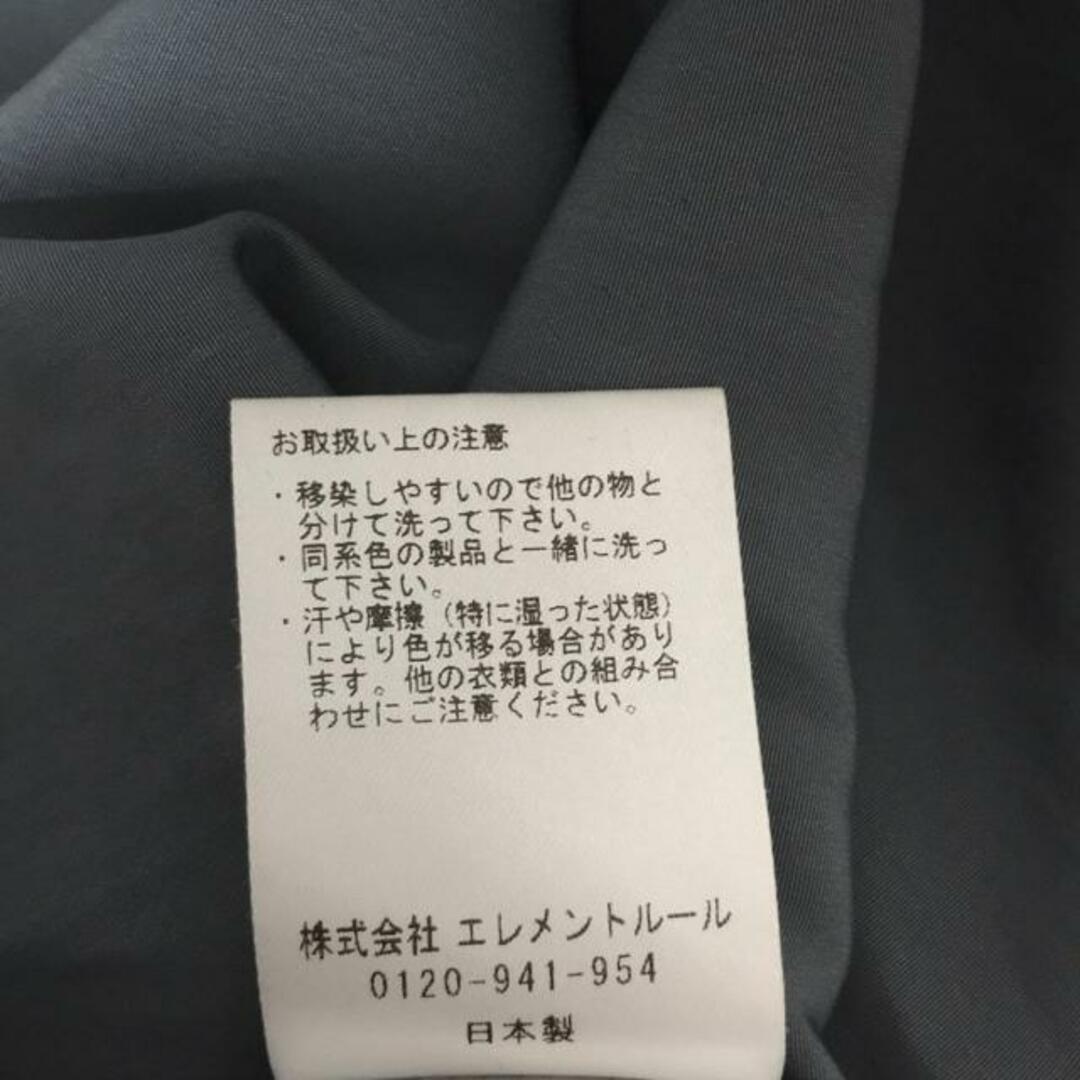 お取扱い上の注意
・移染しやすいので他の物と
分けて洗って下さい。
・同系色の製品と一緒に洗っ
て下さい。
・汗や摩擦（特に湿った状態）
により色が移る場合があり
ます。他の衣類との組み合
わせにご注意ください。
株式会社 エレメントルール
0120-941-954
日本製